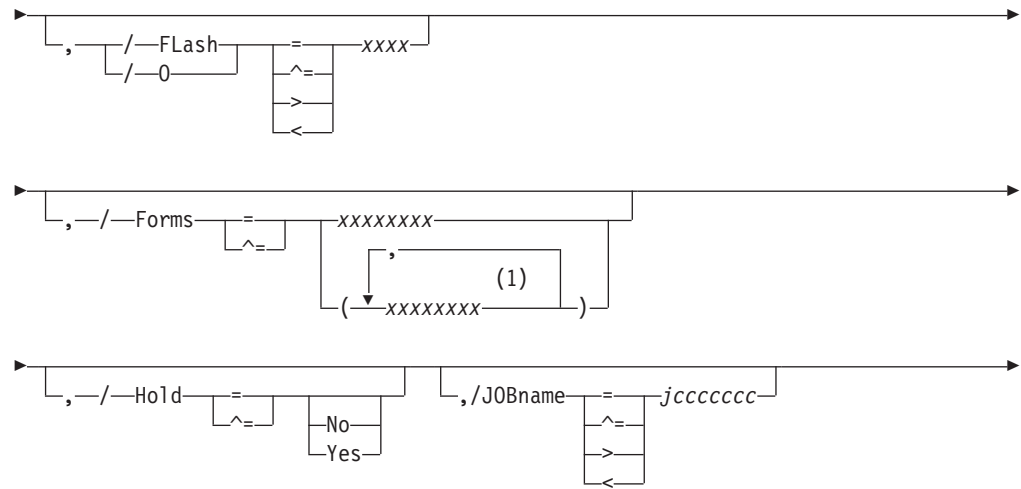 , / FLash = xxxx
/ O ^=
>
<
, / Forms = xxxxxxxx
^= ,
(1)
( xxxxxxxx )
, / Hold = ,/JOBname = jccccccc
^= No ^=
Yes >
<